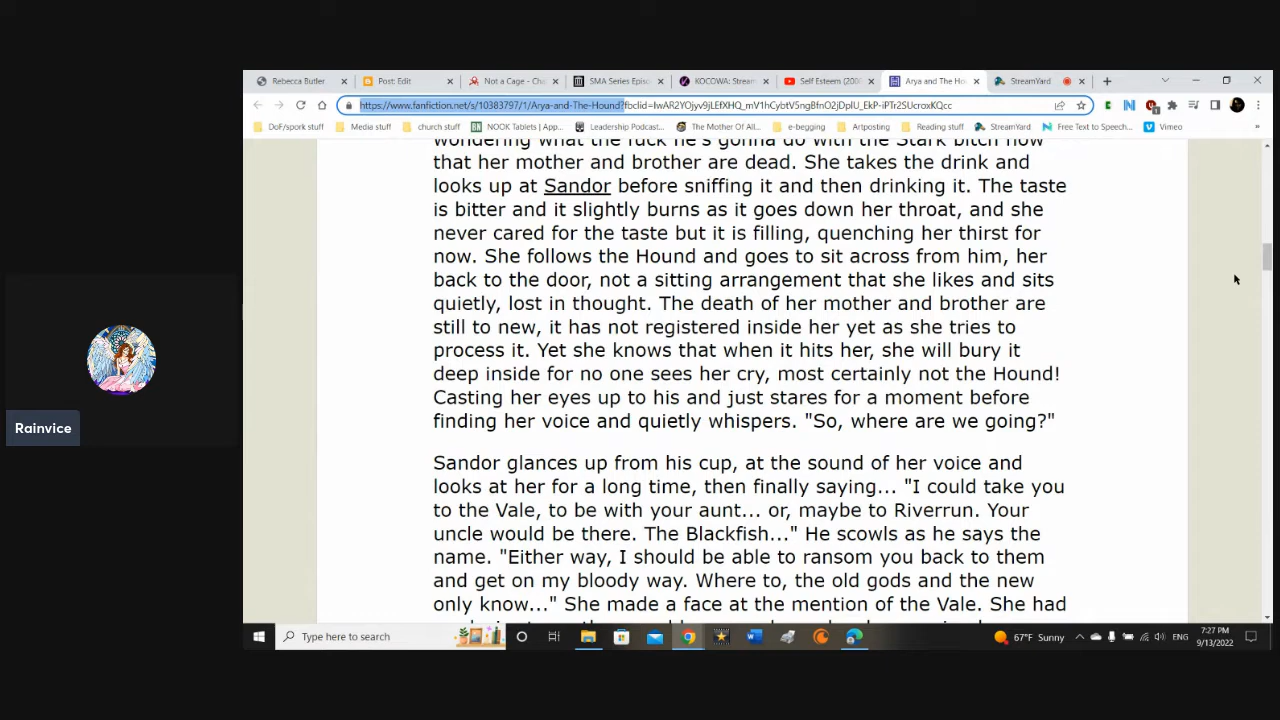 Rebecca Butler
Post: Edit
Not a Cage - Cha
SMA Series Epis
KOCOWA: Stream
Self Esteem (200
Arya and The Ho
StreamYard
https://www.fanfiction.net/s/10383797/1/Arya-and-The-Hound?
DoF/spork stuff
Media stuff
church stuff
NOOK Tablets | App...
Leadership Podcast...
The Mother Of All...
e-begging
Artposting
Reading stuff
StreamYard
Free Text to Speech...
Vimeo
wondering what the fuck he's gonna do with the Stark bitch now
that her mother and brother are dead. She takes the drink and
looks up at Sandor before sniffing it and then drinking it. The taste
is bitter and it slightly burns as it goes down her throat, and she
never cared for the taste but it is filling, quenching her thirst for
now. She follows the Hound and goes to sit across from him, her
back to the door, not a sitting arrangement that she likes and sits
quietly, lost in thought. The death of her mother and brother are
still to new, it has not registered inside her yet as she tries to
process it. Yet she knows that when it hits her, she will bury it
deep inside for no one sees her cry, most certainly not the Hound!
Casting her eyes up to his and just stares for a moment before
finding her voice and quietly whispers. "So, where are we going?"
Sandor glances up from his cup, at the sound of her voice and
looks at her for a long time, then finally saying... "I could take you
to the Vale, to be with your aunt... or, maybe to Riverrun. Your
uncle would be there. The Blackfish..." He scowls as he says the
name. "Either way, I should be able to ransom you back to them
and get on my bloody way. Where to, the old gods and the new
only know..." She made a face at the mention of the Vale. She had
Rainvice
Type here to search
67°F Sunny
ENG
7:27 PM
9/13/2022